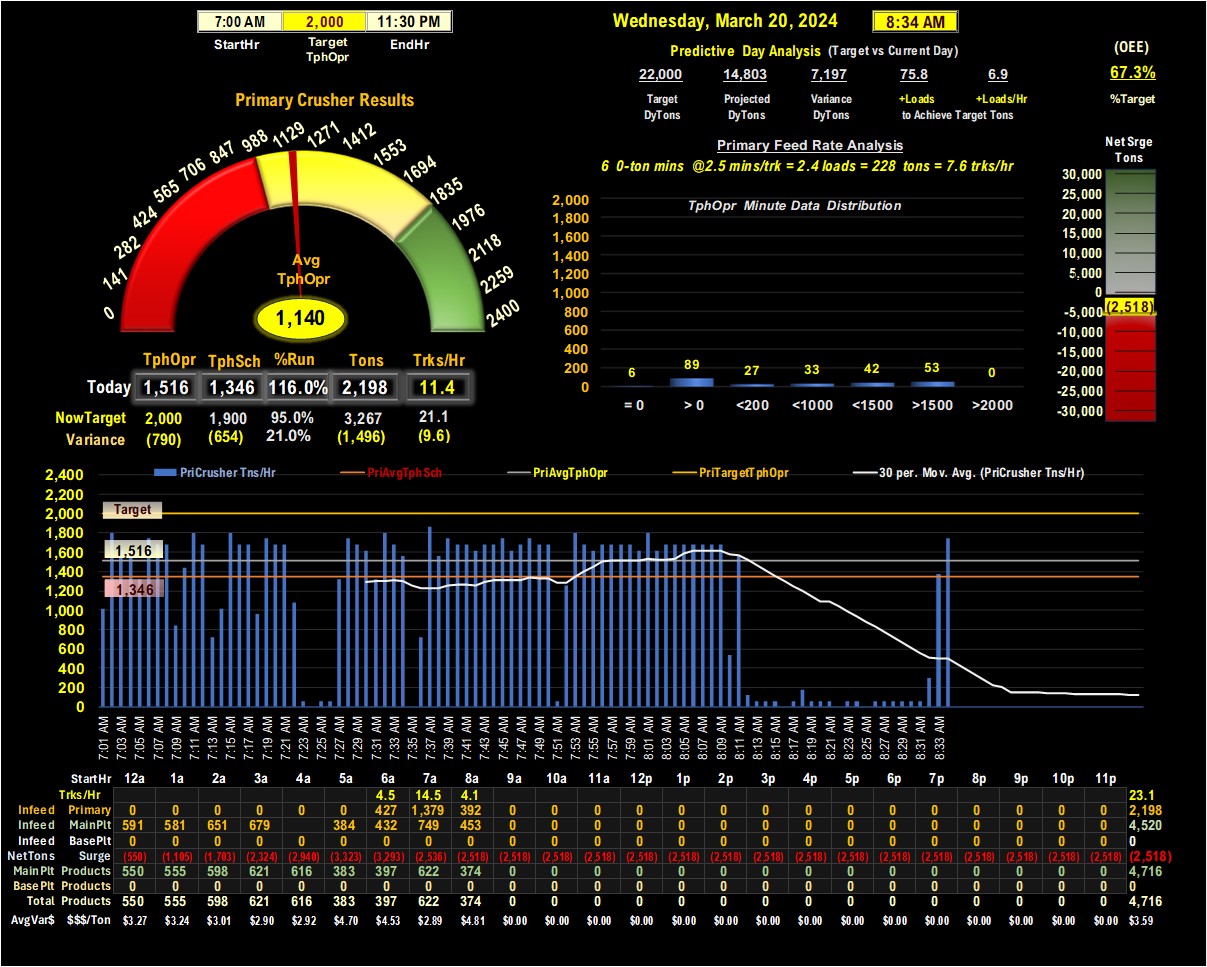 7:00 AM 2,000 11:30 PM
StartHr Target TphOpr EndHr
Wednesday, March 20, 2024 8:34 AM
Predictive Day Analysis (Target vs Current Day)
22,000 14,803 7,197 75.8 6.9
Target DyTons Projected DyTons Variance DyTons +Loads +Loads/Hr
to Achieve Target Tons
(OEE)
67.3%
%Target
Primary Crusher Results
0 141 282 424 565 706 847 988 1129 1271 1412 1553 1694 1835 1976 2118 2259 2400
Avg
TphOpr
1,140
TphOpr TphSch %Run Tons Trks/Hr
Today 1,516 1,346 116.0% 2,198 11.4
NowTarget 2,000 1,900 95.0% 3,267 21.1
Variance (790) (654) 21.0% (1,496) (9.6)
Primary Feed Rate Analysis
6 0-ton mins @2.5 mins/trk = 2.4 loads = 228 tons = 7.6 trks/hr
TphOpr Minute Data Distribution
2,000
1,800
1,600
1,400
1,200
1,000
800
600
400
200
0
6 89 27 33 42 53 0
= 0 > 0 <200 <1000 <1500 >1500 >2000
Net Srge
Tons
30,000
25,000
20,000
15,000
10,000
5,000
0
(2,518)
-5,000
-10,000
-15,000
-20,000
-25,000
-30,000
PriCrusher Tns/Hr PriAvgTphSch PriAvgTphOpr PriTargetTphOpr 30 per. Mov. Avg. (PriCrusher Tns/Hr)
2,400
2,200
2,000
1,800
1,600
1,400
1,200
1,000
800
600
400
200
0
Target
1,516
1,346
7:01 AM 7:03 AM 7:05 AM 7:07 AM 7:09 AM 7:11 AM 7:13 AM 7:15 AM 7:17 AM 7:19 AM 7:21 AM 7:23 AM 7:25 AM 7:27 AM 7:29 AM 7:31 AM 7:33 AM 7:35 AM 7:37 AM 7:39 AM 7:41 AM 7:43 AM 7:45 AM 7:47 AM 7:49 AM 7:51 AM 7:53 AM 7:55 AM 7:57 AM 7:59 AM 8:01 AM 8:03 AM 8:05 AM 8:07 AM 8:09 AM 8:11 AM 8:13 AM 8:15 AM 8:17 AM 8:19 AM 8:21 AM 8:23 AM 8:25 AM 8:27 AM 8:29 AM 8:31 AM 8:33 AM
StartHr 12a 1a 2a 3a 4a 5a 6a 7a 8a 9a 10a 11a 12p 1p 2p 3p 4p 5p 6p 7p 8p 9p 10p 11p
Trks/Hr 4.5 14.5 4.1 23.1
Infeed Primary 0 0 0 0 0 0 427 1,379 392 0 0 0 0 0 0 0 0 0 0 0 0 0 0 0 2,198
Infeed MainPlt 591 581 651 679 384 432 749 453 0 0 0 0 0 0 0 0 0 0 0 0 0 0 0 4,520
Infeed BasePlt 0 0 0 0 0 0 0 0 0 0 0 0 0 0 0 0 0 0 0 0 0 0 0 0 0
NetTons Surge (550) (1,105) (1,703) (2,324) (2,940) (3,323) (3,293) (2,536) (2,518) (2,518) (2,518) (2,518) (2,518) (2,518) (2,518) (2,518) (2,518) (2,518) (2,518) (2,518) (2,518) (2,518) (2,518) (2,518) (2,518)
MainPlt Products 550 555 598 621 616 383 397 622 374 0 0 0 0 0 0 0 0 0 0 0 0 0 0 0 4,716
BasePlt Products 0 0 0 0 0 0 0 0 0 0 0 0 0 0 0 0 0 0 0 0 0 0 0 0 0
Total Products 550 555 598 621 616 383 397 622 374 0 0 0 0 0 0 0 0 0 0 0 0 0 0 0 4,716
AvgVar$ $$$/Ton $3.27 $3.24 $3.01 $2.90 $2.92 $4.70 $4.53 $2.89 $4.81 $0.00 $0.00 $0.00 $0.00 $0.00 $0.00 $0.00 $0.00 $0.00 $0.00 $0.00 $0.00 $0.00 $0.00 $0.00 $3.59